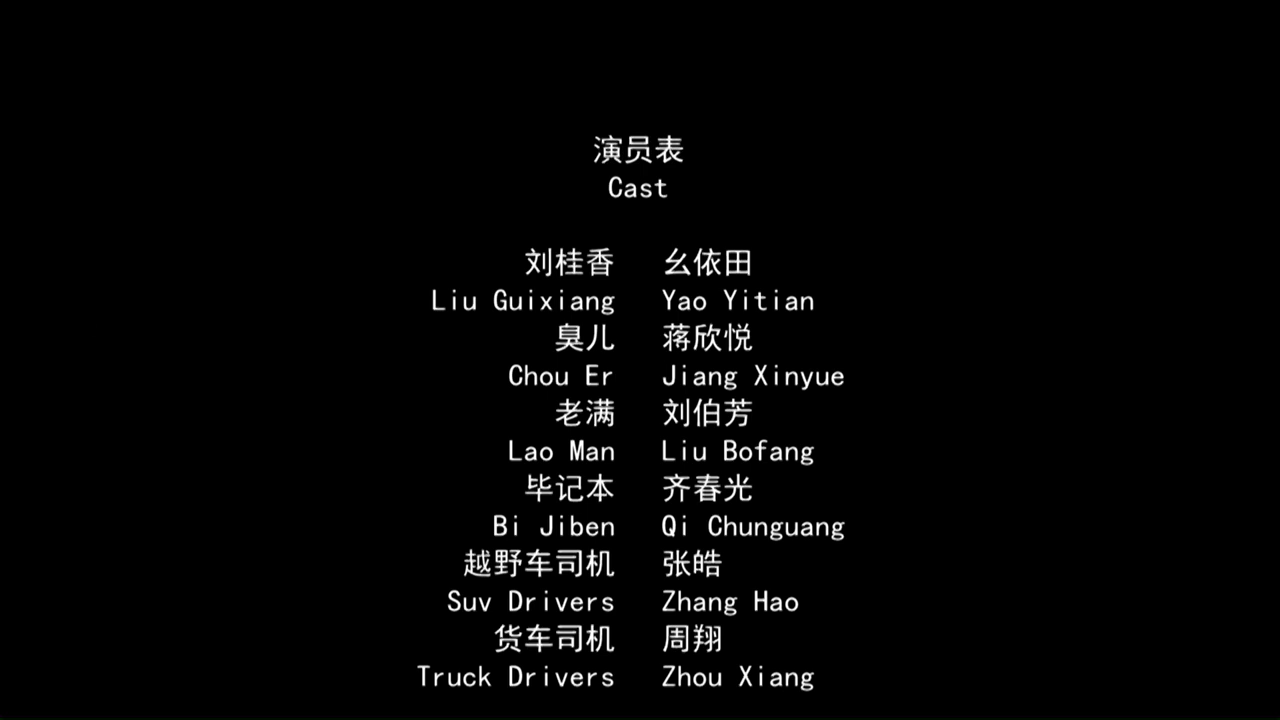 演员表
Cast
刘桂香 幺依田
Liu Guixiang Yao Yitian
臭儿 蒋欣悦
Chou Er Jiang Xinyue
老满 刘伯芳
Lao Man Liu Bofang
毕记本 齐春光
Bi Jiben Qi Chunguang
越野车司机 张皓
Suv Drivers Zhang Hao
货车司机 周翔
Truck Drivers Zhou Xiang